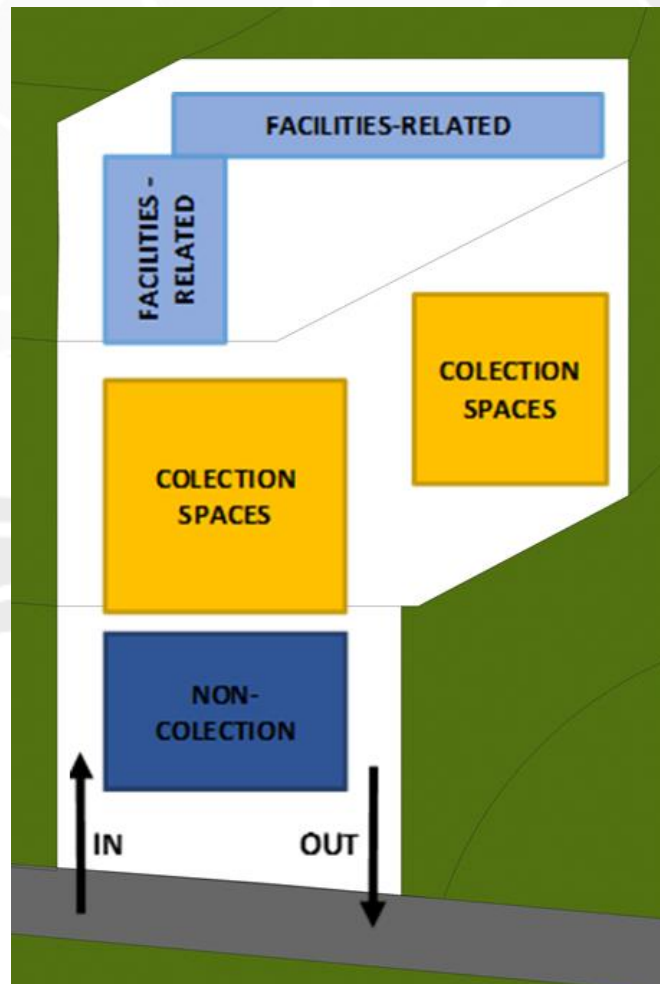 FACILITIES-RELATED
FACILITIES -
RELATED
COLECTION
SPACES
COLECTION
SPACES
NON-
COLECTION
IN
OUT